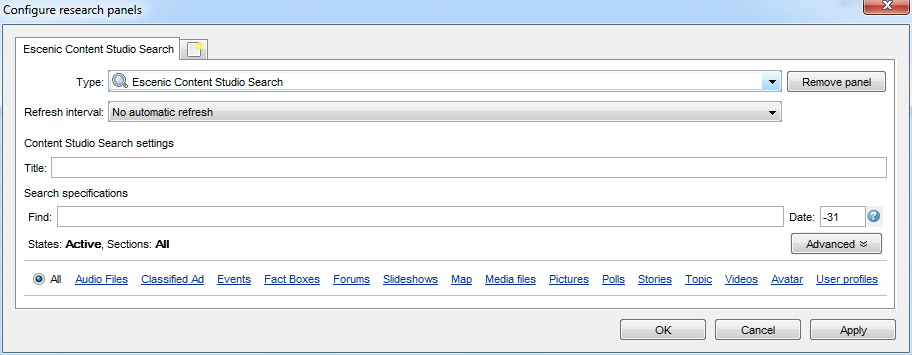 Configure research panels
Escenic Content Studio Search
Type: Escenic Content Studio Search Remove panel
Refresh interval: No automatic refresh
Content Studio Search settings
Title:
Search specifications
Find: Date: -31
States: Active, Sections: All Advanced
All Audio Files Classified Ad Events Fact Boxes Forums Slideshows Map Media files Pictures Polls Stories Topic Videos Avatar User profiles
OK Cancel Apply